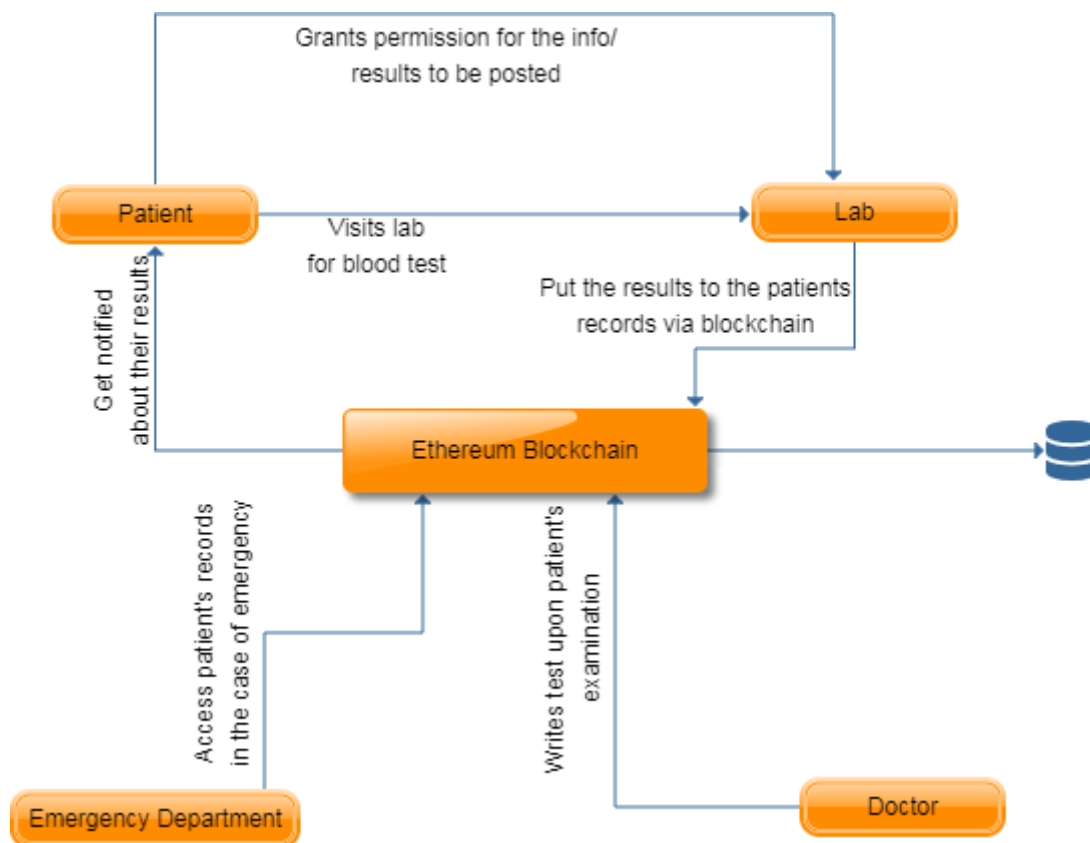 Grants permission for the info/
results to be posted
Patient
Lab
Visits lab
for blood test
Put the results to the patients
records via blockchain
Get notified
about their results
Ethereum Blockchain
Access patient's records
in the case of emergency
Writes test upon patient's
examination
Emergency Department
Doctor